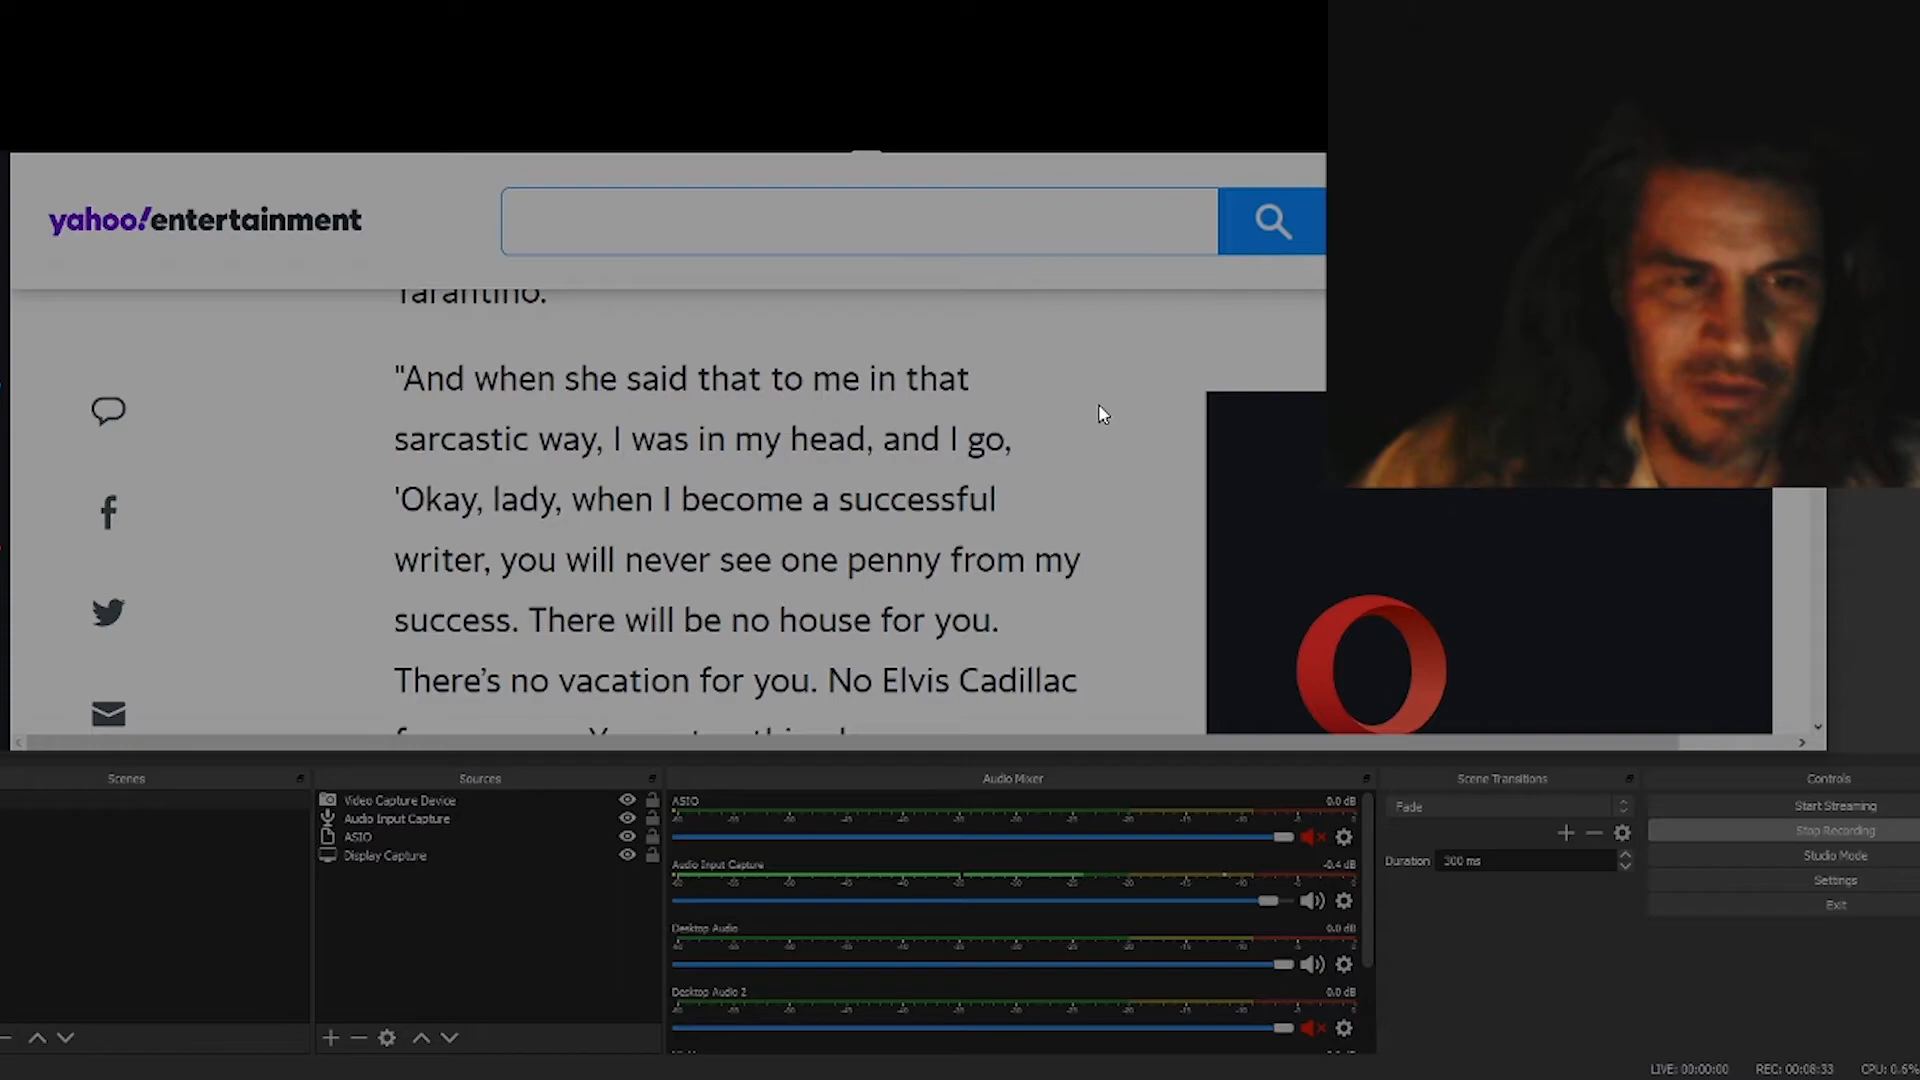 yahoo!entertainment
Tarantino.
"And when she said that to me in that
sarcastic way, I was in my head, and I go,
'Okay, lady, when I become a successful
writer, you will never see one penny from my
success. There will be no house for you.
There's no vacation for you. No Elvis Cadillac
Scenes
Sources
Audio Mixer
Scene Transitions
Controls
Video Capture Device
Audio Input Capture
ASIO
Display Capture
ASIO
0.0 dB
Audio Input Capture
-0.4 dB
Desktop Audio
0.0 dB
Desktop Audio 2
0.0 dB
Fade
Duration 300 ms
Start Streaming
Stop Recording
Studio Mode
Settings
Exit
LIVE: 00:00:00 REC: 00:08:33 CPU: 0.6%